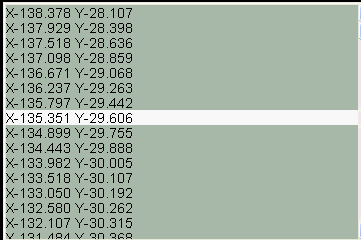 X-138.378 Y-28.107
X-137.929 Y-28.398
X-137.518 Y-28.636
X-137.098 Y-28.859
X-136.671 Y-29.068
X-136.237 Y-29.263
X-135.797 Y-29.442
X-135.351 Y-29.606
X-134.899 Y-29.755
X-134.443 Y-29.888
X-133.982 Y-30.005
X-133.518 Y-30.107
X-133.050 Y-30.192
X-132.580 Y-30.262
X-132.107 Y-30.315
X-131.484 Y-30.368